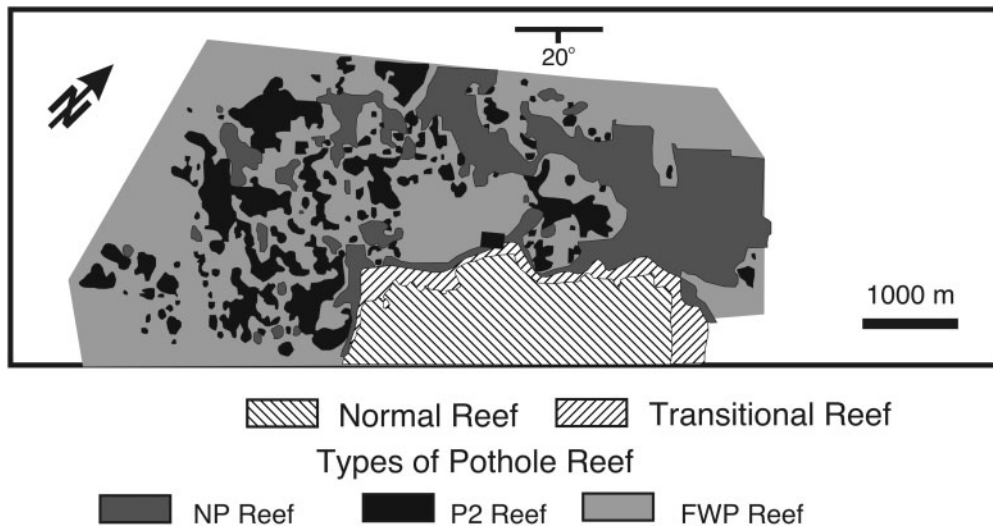 N
20°
1000 m
Normal Reef Transitional Reef
Types of Pothole Reef
NP Reef P2 Reef FWP Reef